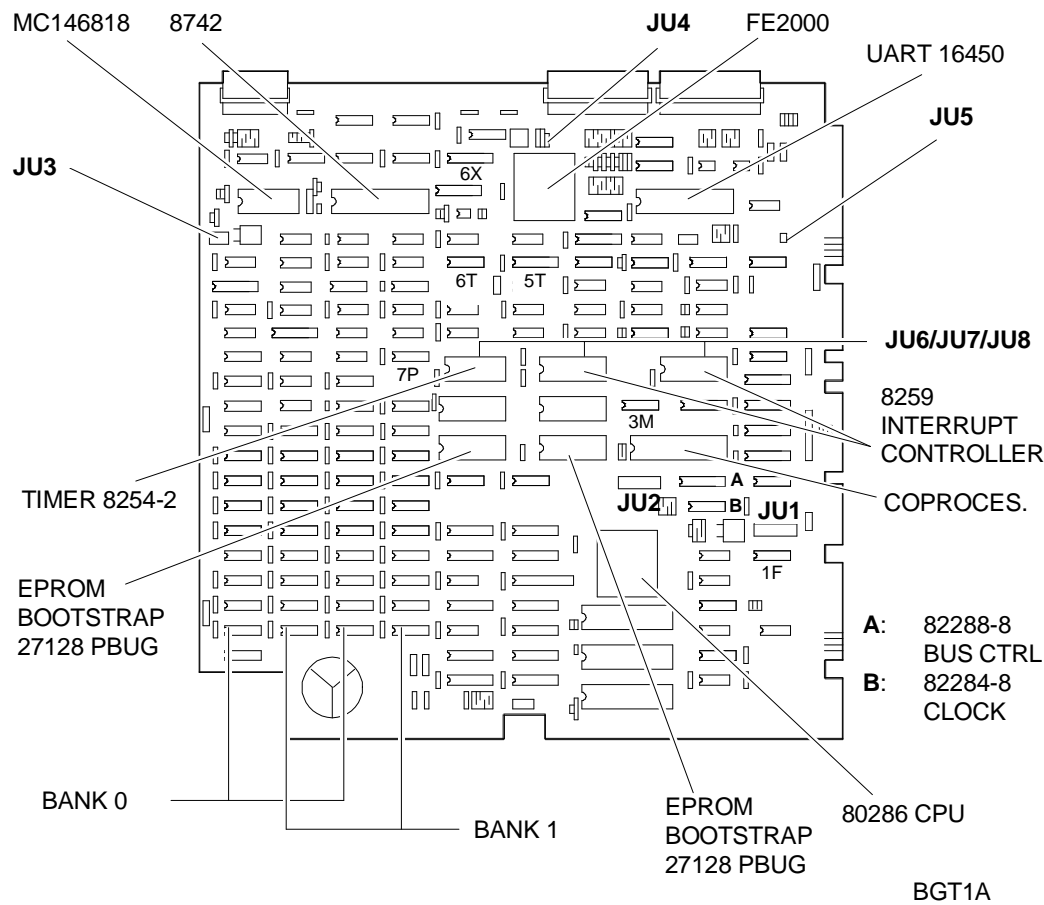 MC146818
8742
JU4
FE2000
UART 16450
JU5
JU3
6X
6T
5T
JU6/JU7/JU8
7P
8259
INTERRUPT
CONTROLLER
3M
TIMER 8254-2
A
JU2
B
JU1
COPROCES.
1F
EPROM
BOOTSTRAP
27128 PBUG
A: 82288-8
BUS CTRL
B: 82284-8
CLOCK
BANK 0
BANK 1
EPROM
BOOTSTRAP
27128 PBUG
80286 CPU
BGT1A